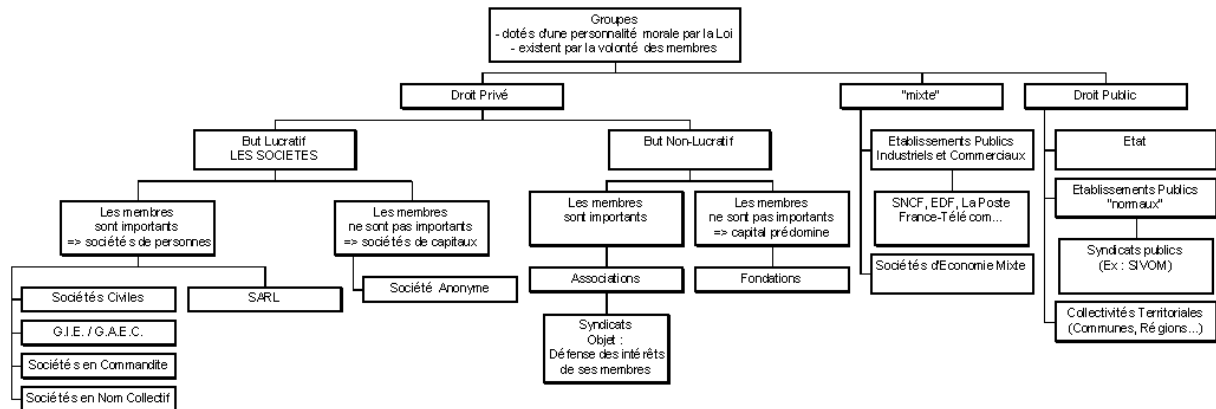 Groupes
- dotés d'une personnalité morale par la Loi
- existent par la volonté des membres
Droit Privé
"mixte"
Droit Public
But Lucratif
LES SOCIETES
But Non-Lucratif
Etablissements Publics
Industriels et Commerciaux
Etat
Les membres
sont importants
=> sociétés de personnes
Les membres
ne sont pas importants
=> sociétés de capitaux
Les membres
sont importants
Les membres
ne sont pas importants
=> capital prédomine
SNCF, EDF, La Poste
France-Télécom...
Etablissements Publics
"normaux"
Syndicats publics
(Ex : SIVOM)
Sociétés Civiles
SARL
Société Anonyme
Associations
Fondations
Sociétés d'Economie Mixte
G.I.E. / G.A.E.C.
Syndicats
Objet :
Défense des intérêts
de ses membres
Collectivités Territoriales
(Communes, Régions...)
Sociétés en Commandite
Sociétés en Nom Collectif